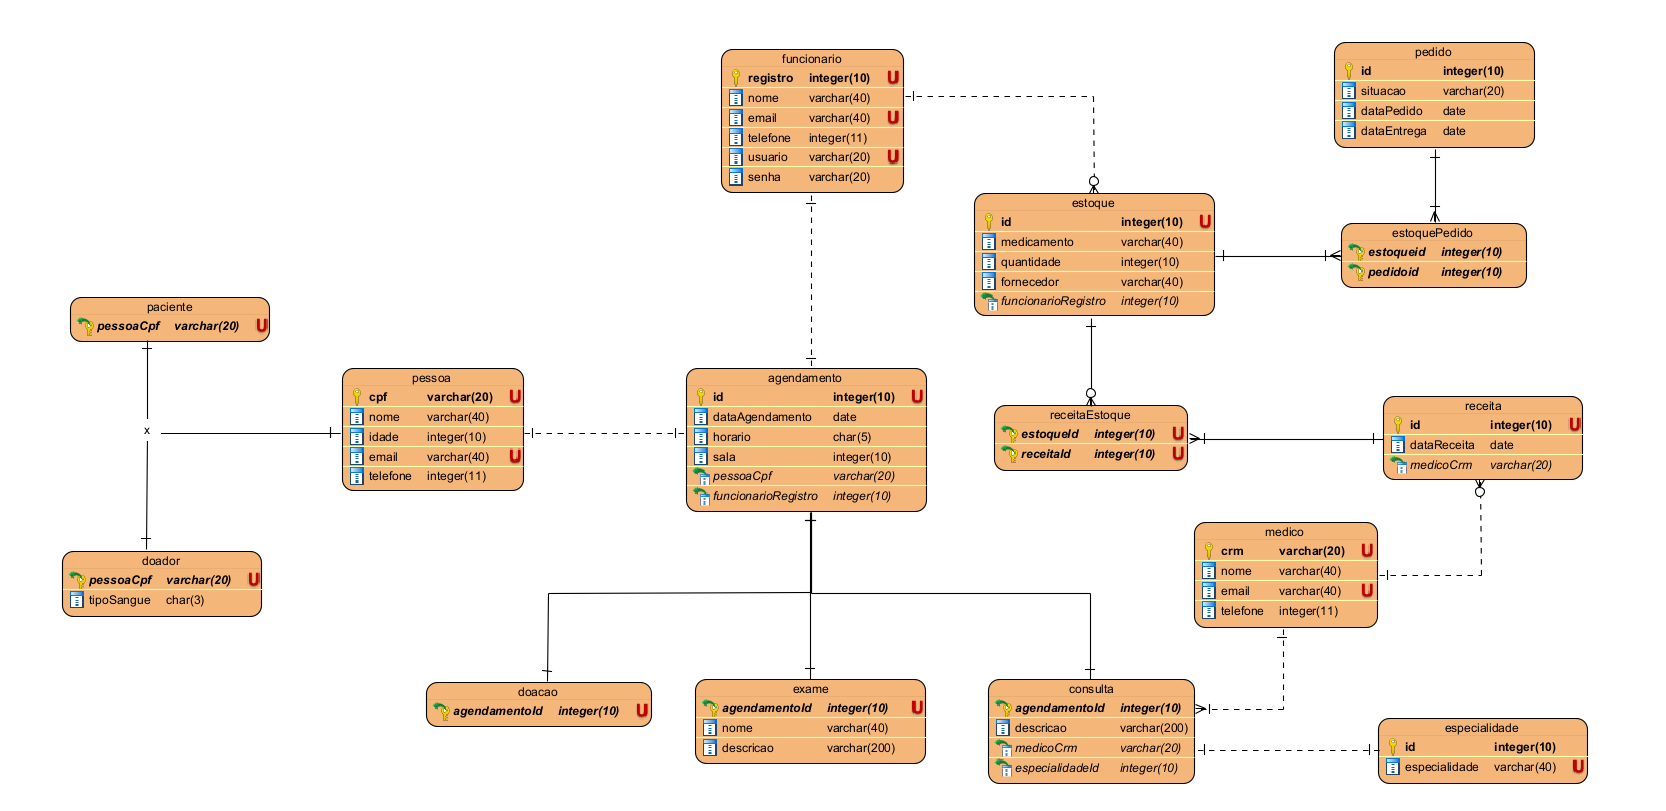 funcionario
registro integer(10) U
nome varchar(40)
email varchar(40) U
telefone integer(11)
usuario varchar(20) U
senha varchar(20)
pedido
id integer(10)
situacao varchar(20)
dataPedido date
dataEntrega date
estoque
id integer(10) U
medicamento varchar(40)
quantidade integer(10)
fornecedor varchar(40)
funcionarioRegistro integer(10)
estoquePedido
estoqueid integer(10)
pedidoid integer(10)
paciente
pessoaCpf varchar(20) U
x
pessoa
cpf varchar(20) U
nome varchar(40)
idade integer(10)
email varchar(40) U
telefone integer(11)
agendamento
id integer(10) U
dataAgendamento date
horario char(5)
sala integer(10)
pessoaCpf varchar(20)
funcionarioRegistro integer(10)
receitaEstoque
estoqueId integer(10) U
receitaId integer(10) U
receita
id integer(10) U
dataReceita date
medicoCrm varchar(20)
doador
pessoaCpf varchar(20) U
tipoSangue char(3)
medico
crm varchar(20) U
nome varchar(40)
email varchar(40) U
telefone integer(11)
doacao
agendamentoId integer(10) U
exame
agendamentoId integer(10) U
nome varchar(40)
descricao varchar(200)
consulta
agendamentoId integer(10)
descricao varchar(200)
medicoCrm varchar(20)
especialidadeId integer(10)
especialidade
id integer(10)
especialidade varchar(40) U